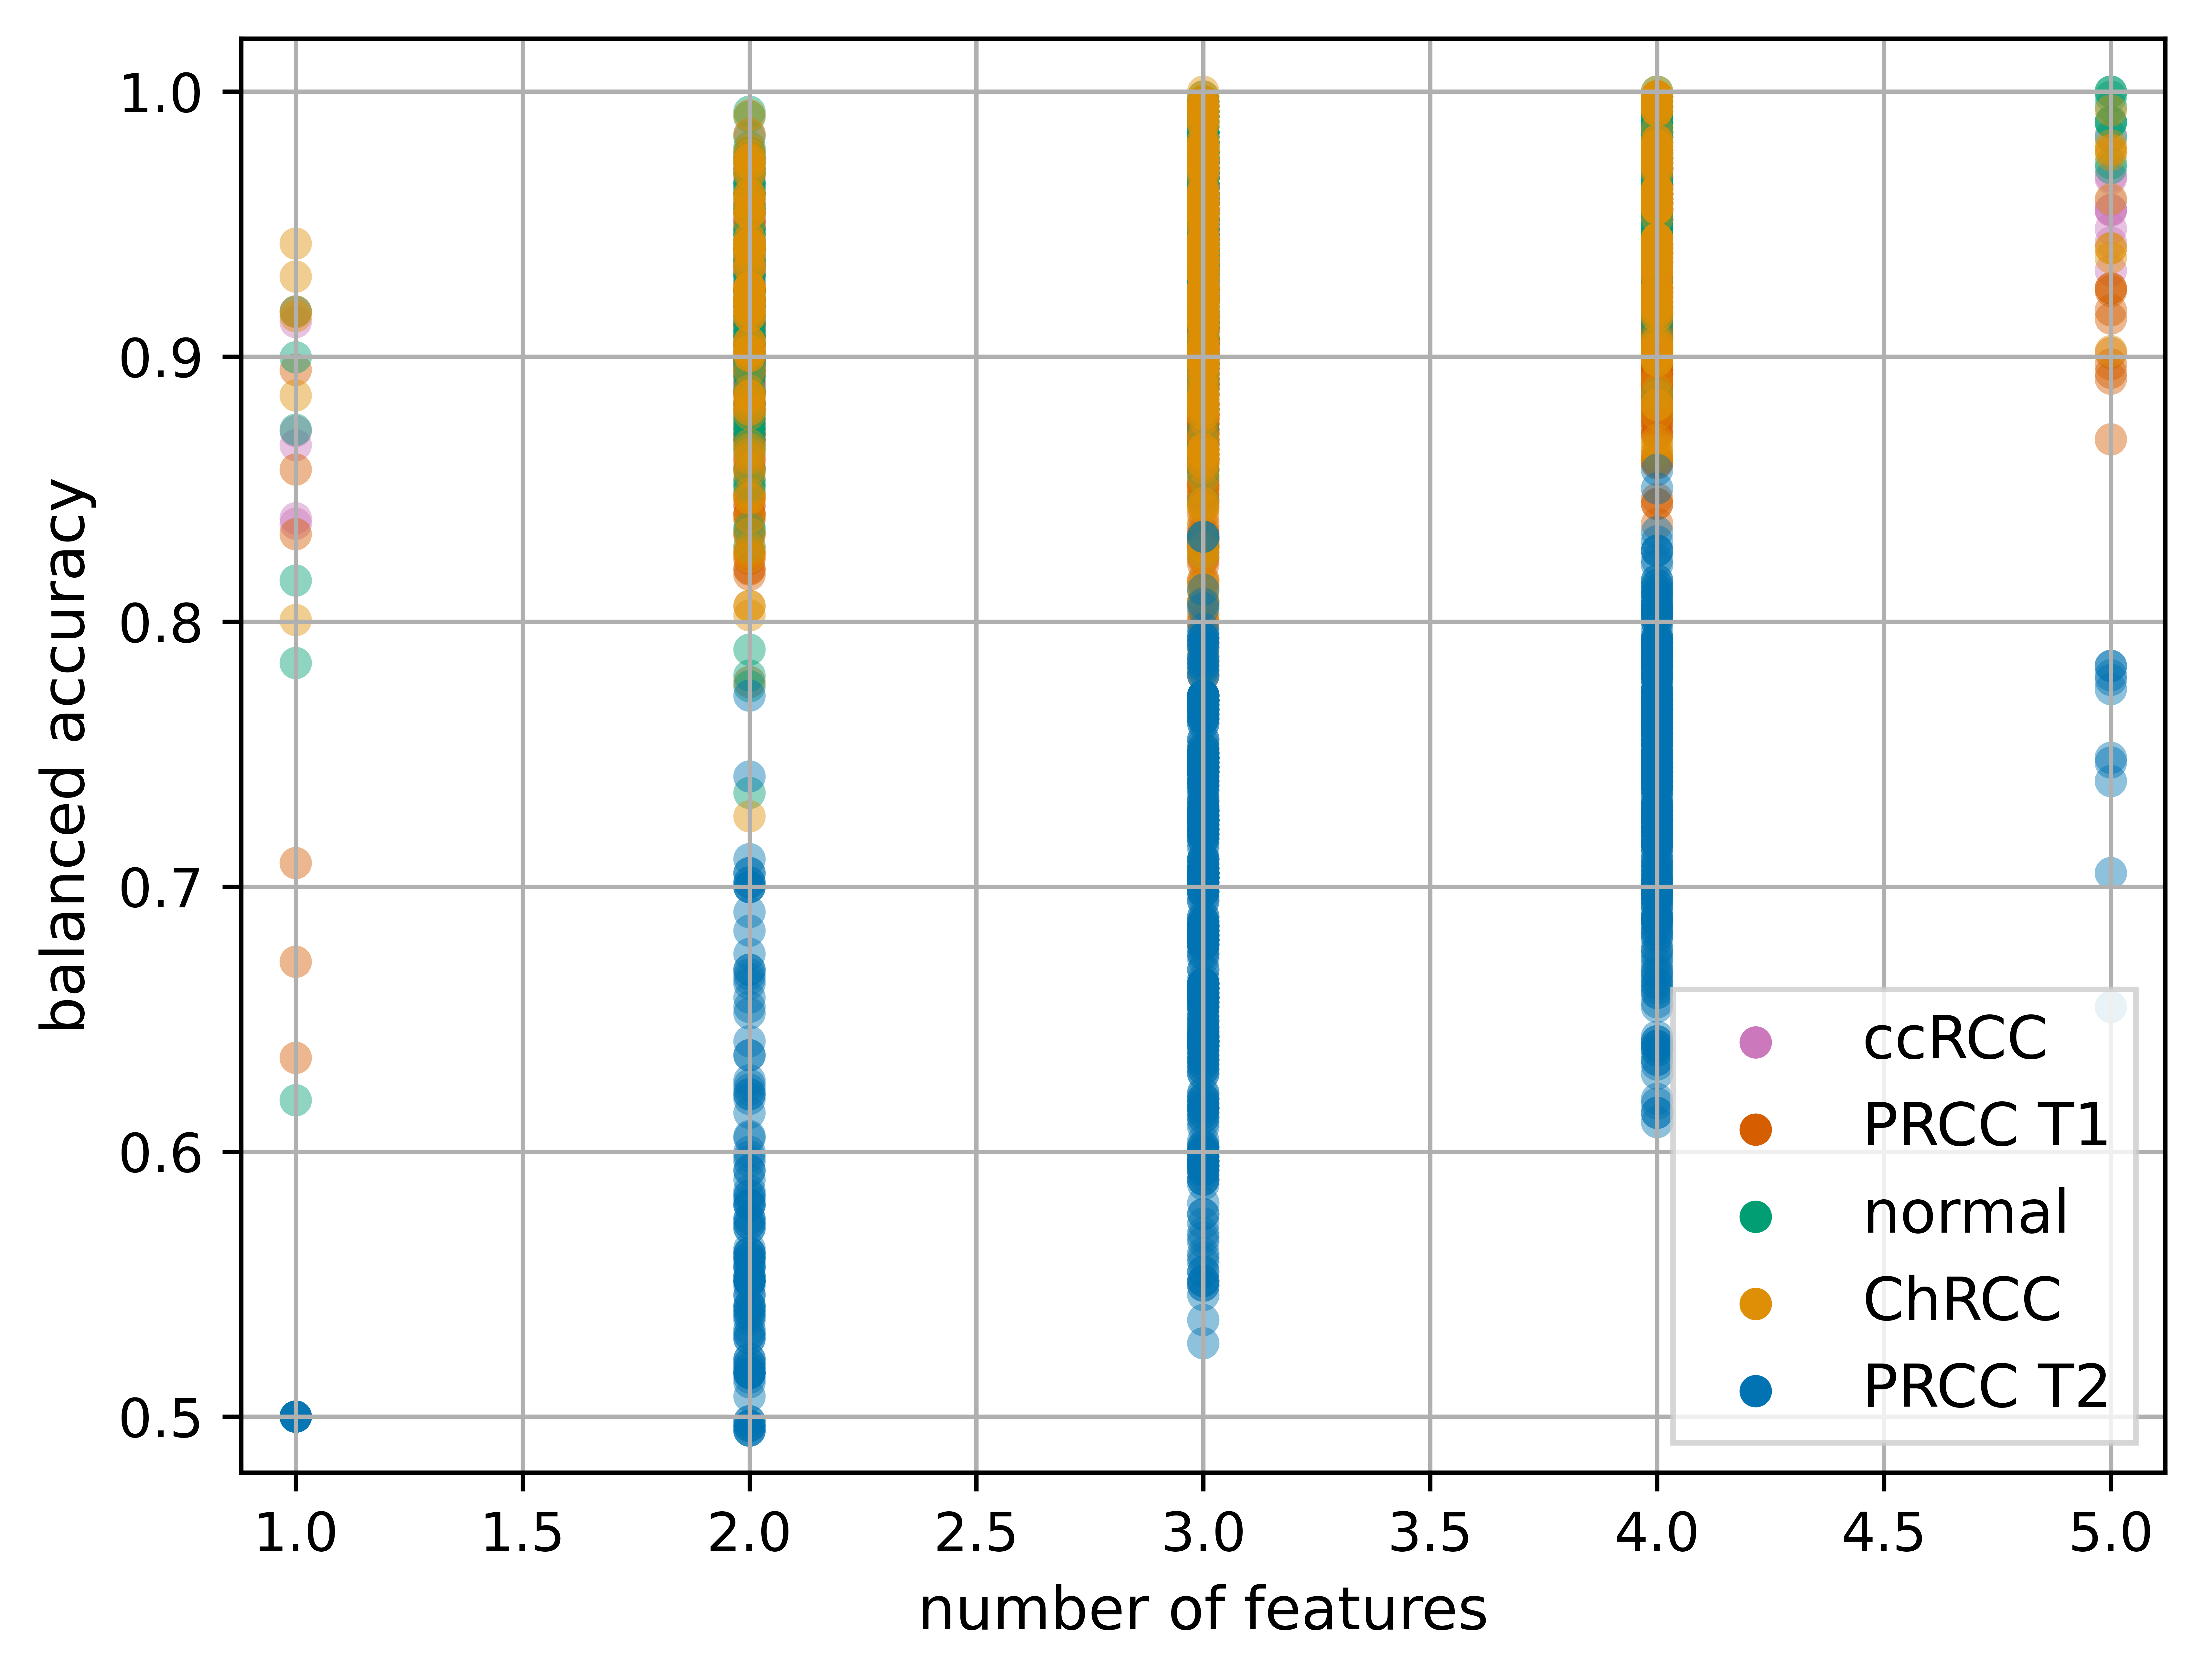 1.0
0.9
0.8
0.7
0.6
0.5
balanced accuracy
ccRCC
PRCC T1
normal
ChRCC
PRCC T2
1.0 1.5 2.0 2.5 3.0 3.5 4.0 4.5 5.0
number of features